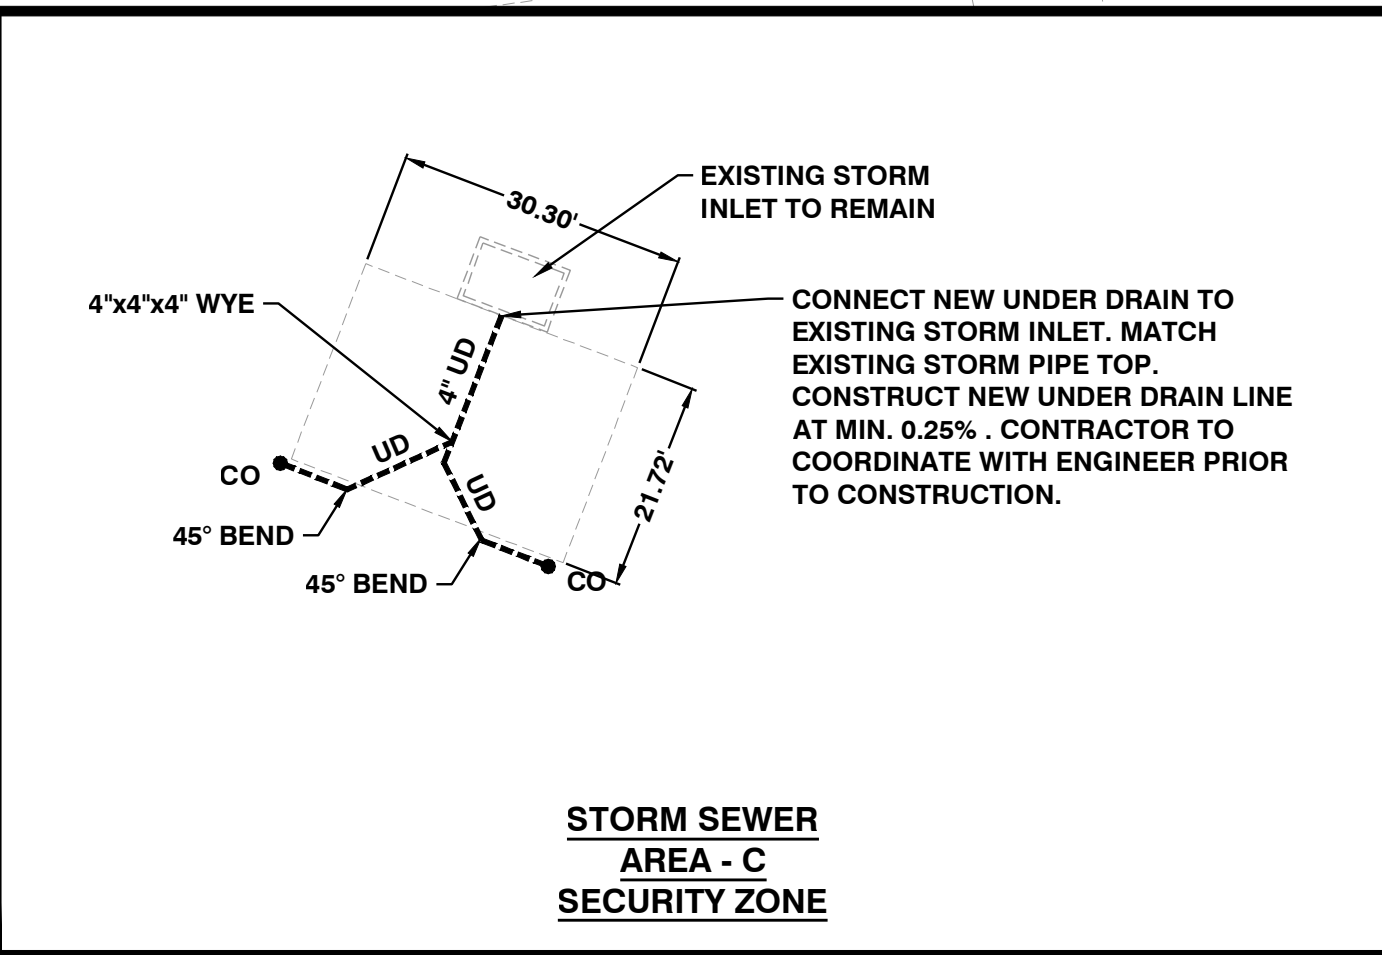 EXISTING STORM
INLET TO REMAIN
30.30'
4"x4"x4" WYE
CONNECT NEW UNDER DRAIN TO
EXISTING STORM INLET. MATCH
EXISTING STORM PIPE TOP.
CONSTRUCT NEW UNDER DRAIN LINE
AT MIN. 0.25% . CONTRACTOR TO
COORDINATE WITH ENGINEER PRIOR
TO CONSTRUCTION.
4" UD
UD
CO
UD
21.72'
45° BEND
45° BEND
CO
STORM SEWER
AREA - C
SECURITY ZONE